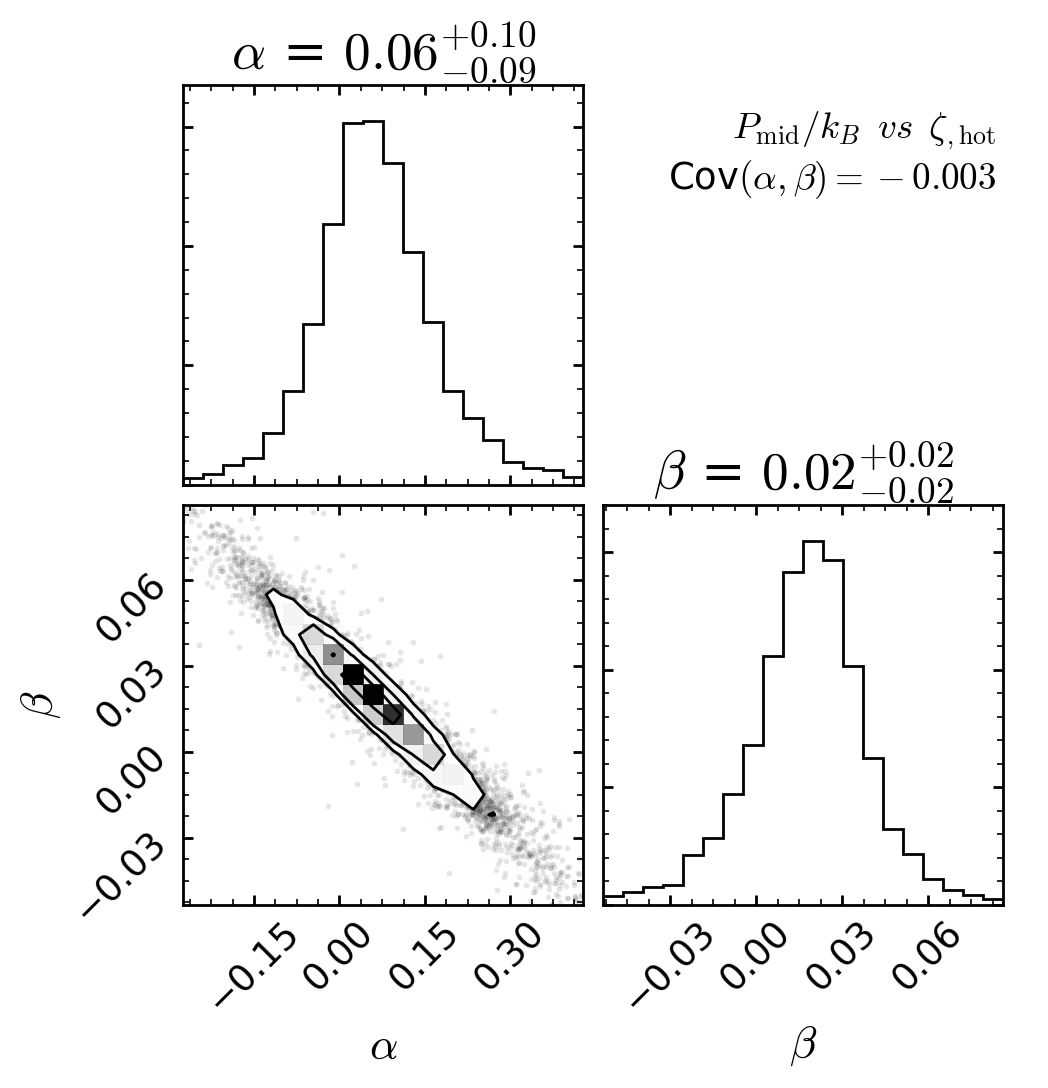 α = 0.06⁺⁰·¹⁰₋₀.₀₉
P_mid/k_B vs ζ,hot
Cov(α, β) = −0.003
β = 0.02⁺⁰·⁰²₋₀.₀₂
β
0.06
0.03
0.00
−0.03
−0.15 0.00 0.15 0.30
−0.03 0.00 0.03 0.06
α
β